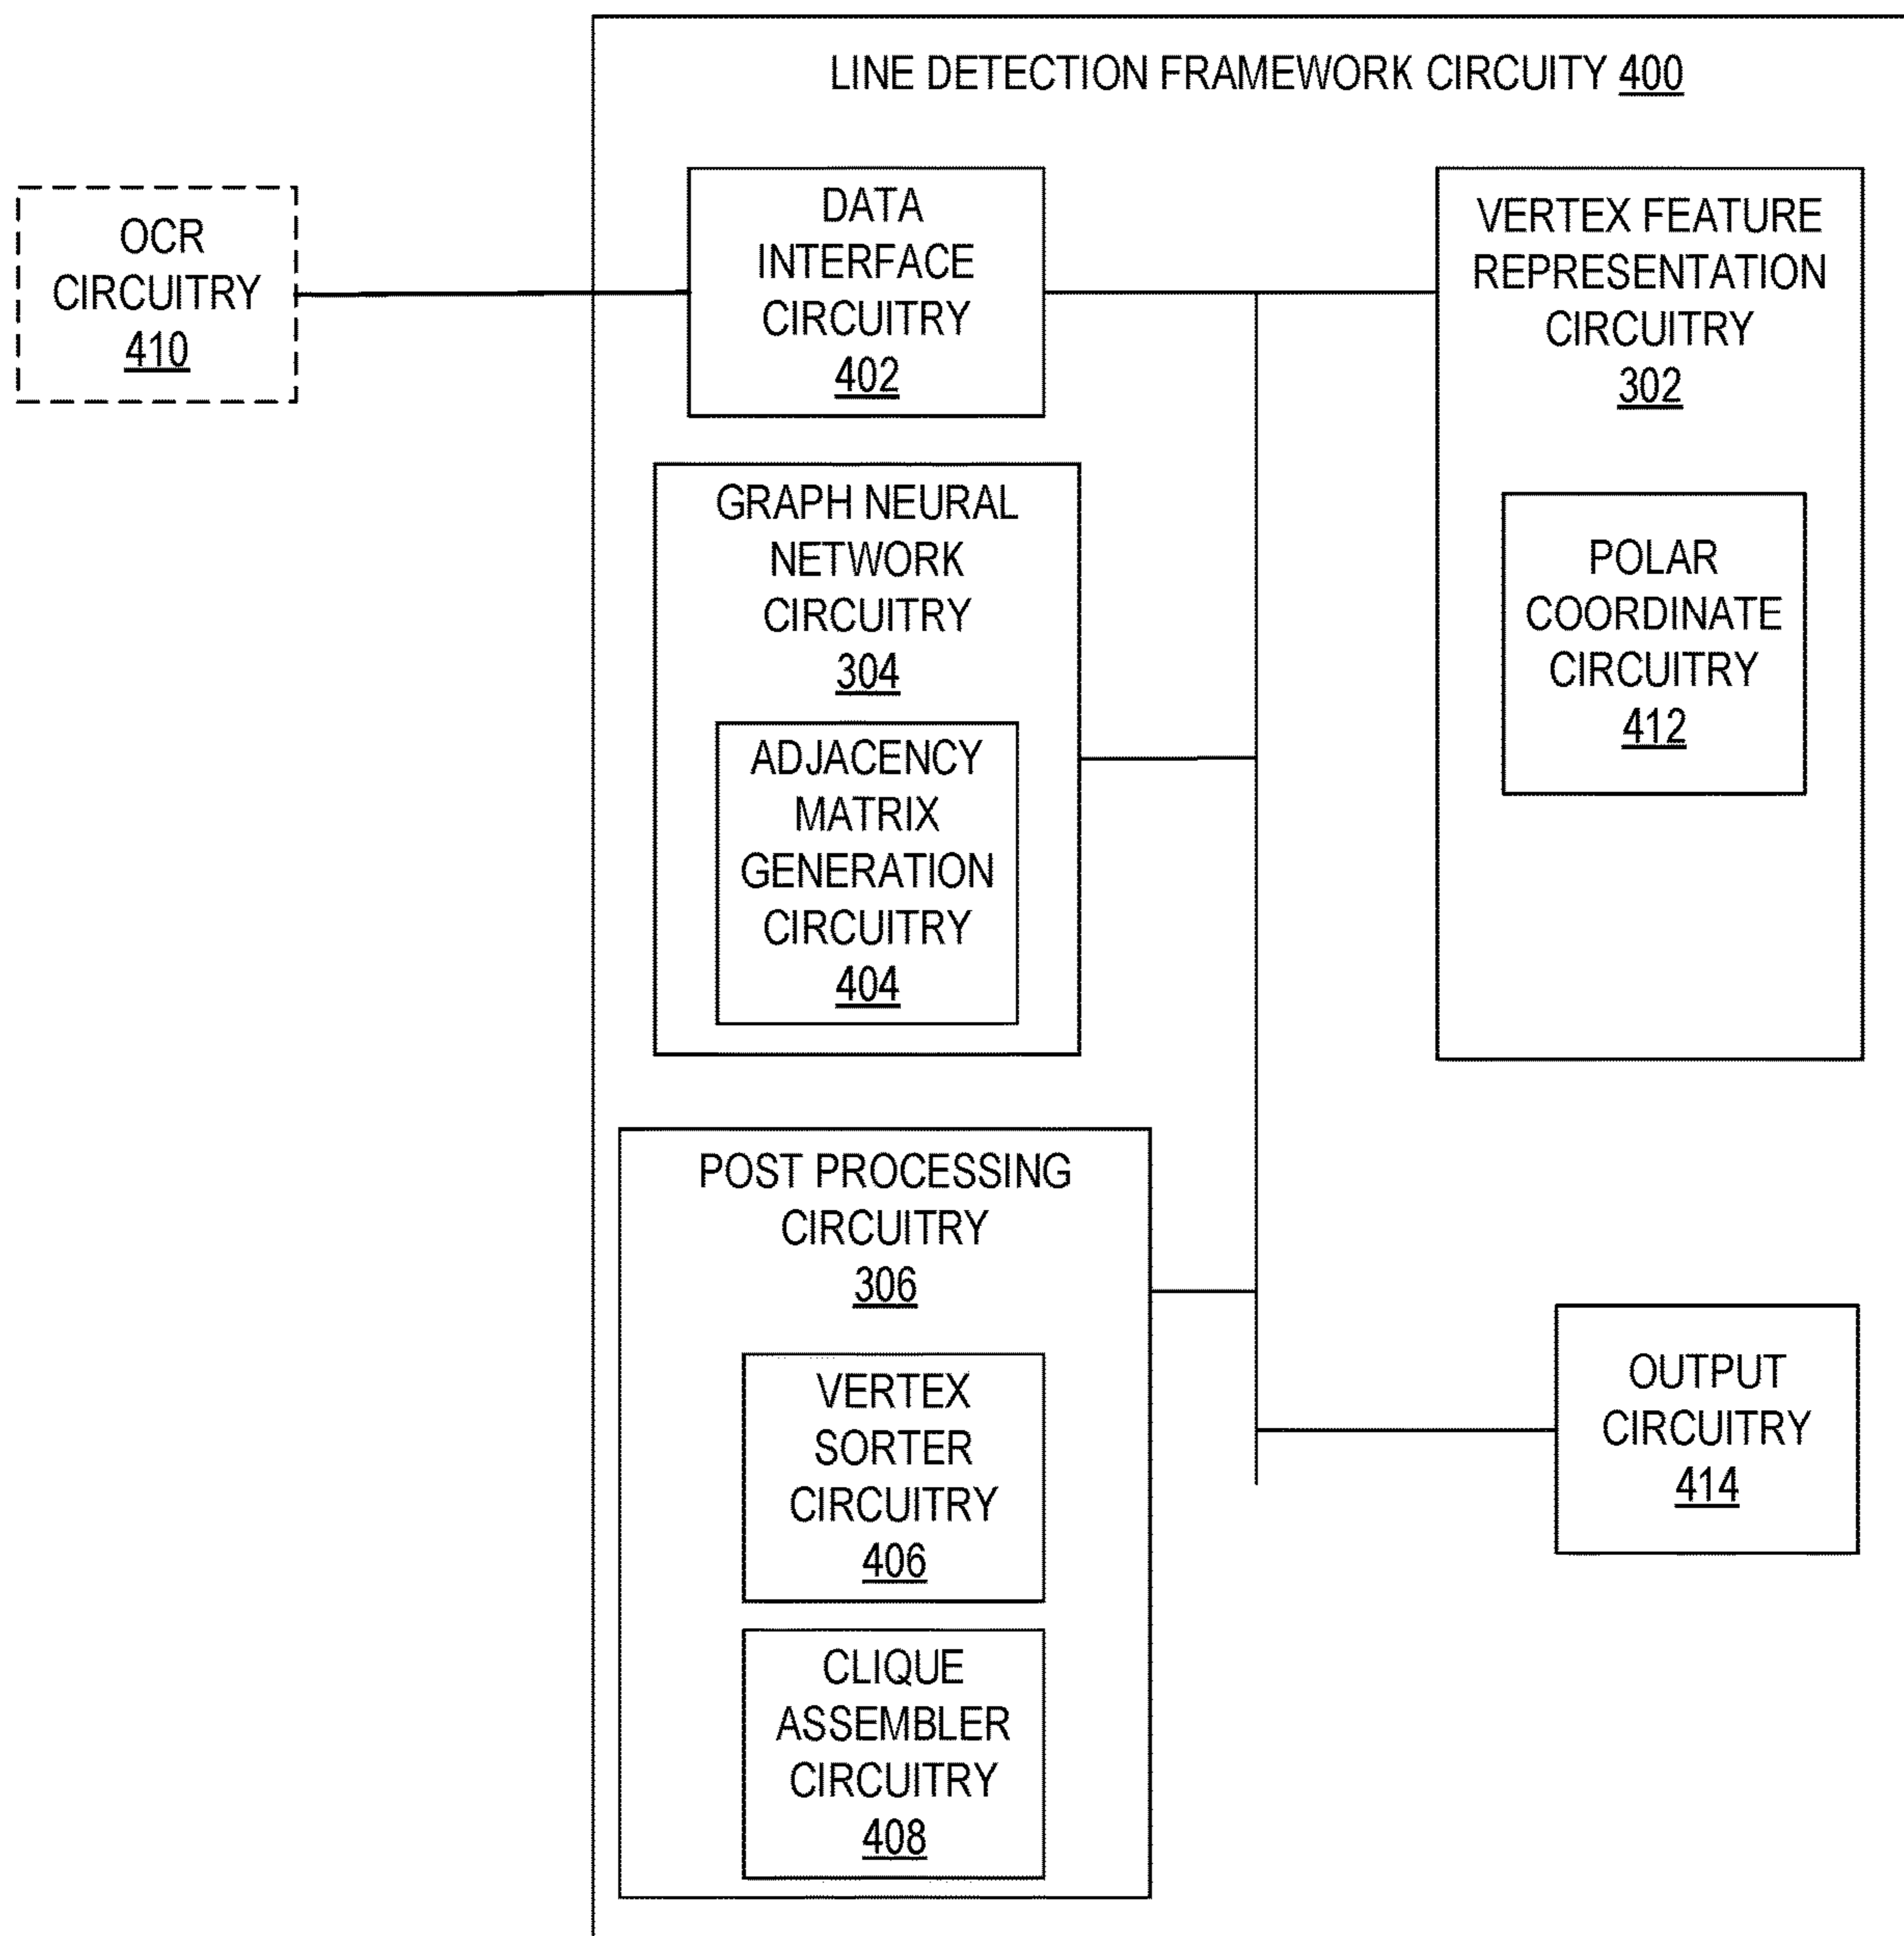 LINE DETECTION FRAMEWORK CIRCUITY 400
OCR
CIRCUITRY
410
DATA
INTERFACE
CIRCUITRY
402
VERTEX FEATURE
REPRESENTATION
CIRCUITRY
302
POLAR
COORDINATE
CIRCUITRY
412
GRAPH NEURAL
NETWORK
CIRCUITRY
304
ADJACENCY
MATRIX
GENERATION
CIRCUITRY
404
POST PROCESSING
CIRCUITRY
306
VERTEX
SORTER
CIRCUITRY
406
CLIQUE
ASSEMBLER
CIRCUITRY
408
OUTPUT
CIRCUITRY
414